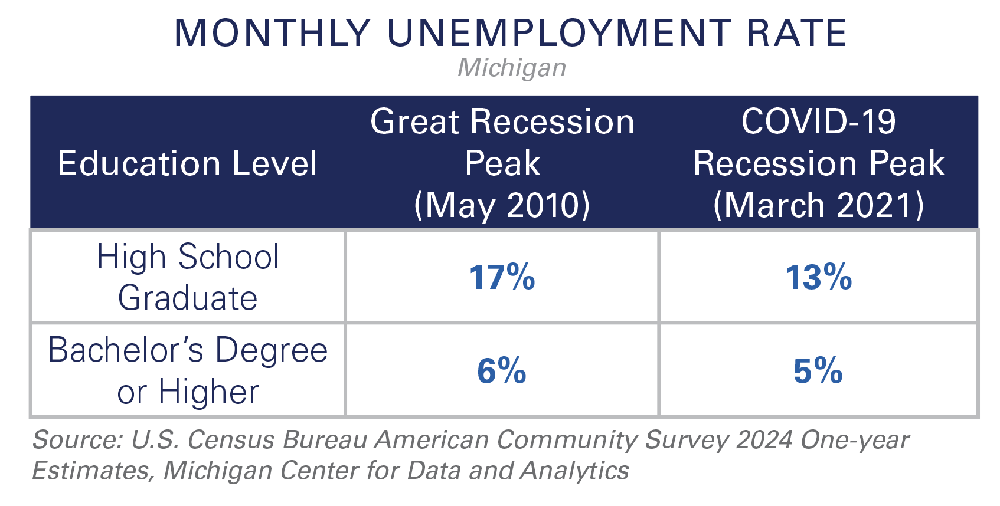 MONTHLY UNEMPLOYMENT RATE
Michigan
Education Level
Great Recession
Peak
(May 2010)
COVID-19
Recession Peak
(March 2021)
High School
Graduate
17%
13%
Bachelor’s Degree
or Higher
6%
5%
Source: U.S. Census Bureau American Community Survey 2024 One-year
Estimates, Michigan Center for Data and Analytics